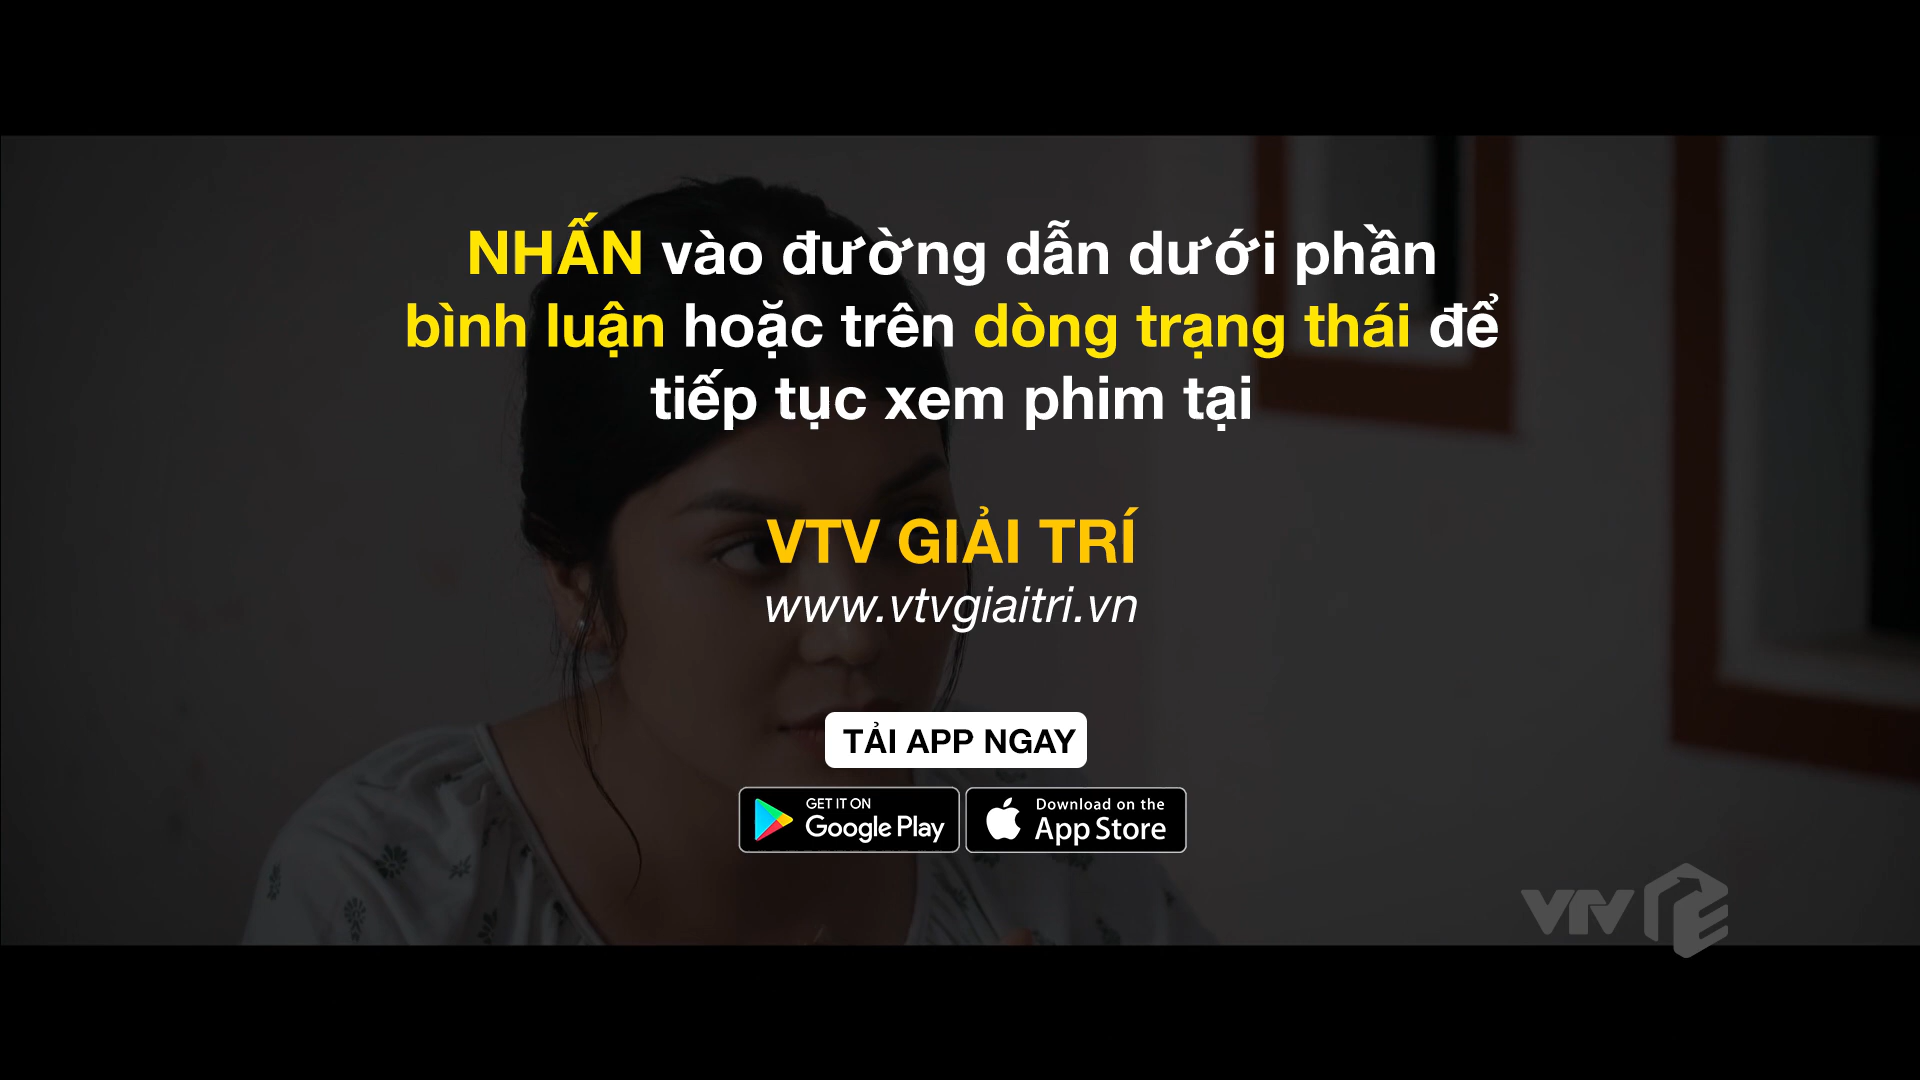 NHẤN vào đường dẫn dưới phần
bình luận hoặc trên dòng trạng thái để
tiếp tục xem phim tại
VTV GIẢI TRÍ
www.vtvgiaitri.vn
TẢI APP NGAY
GET IT ON
Google Play
Download on the
App Store
VTV